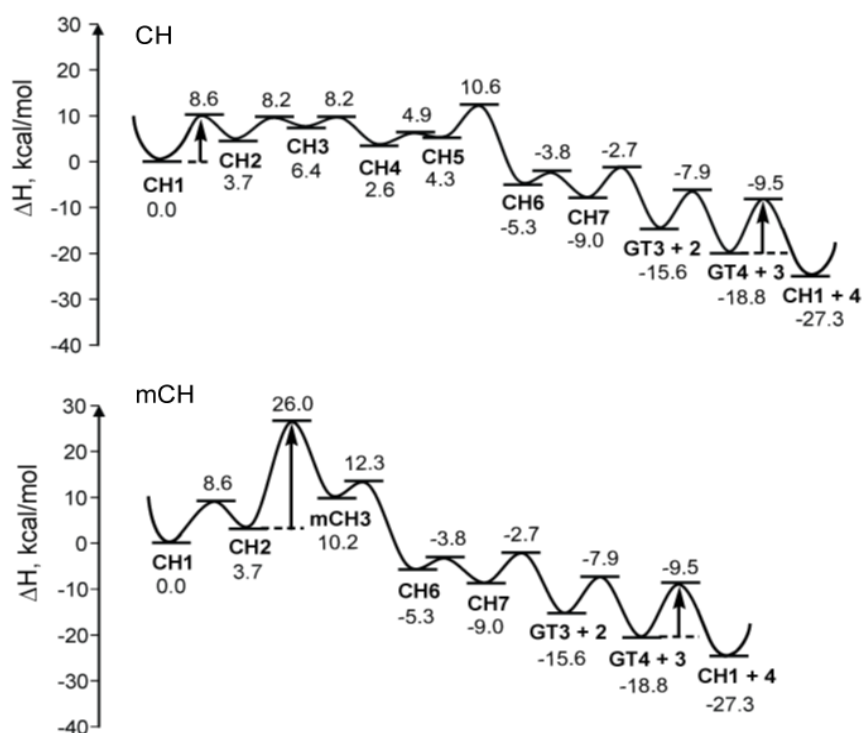 CH
ΔH, kcal/mol
30
20
10
0
-10
-20
-30
-40
8.6
8.2
8.2
4.9
10.6
-3.8
-2.7
-7.9
-9.5
CH1
0.0
CH2
3.7
CH3
6.4
CH4
2.6
CH5
4.3
CH6
-5.3
CH7
-9.0
GT3 + 2
-15.6
GT4 + 3
-18.8
CH1 + 4
-27.3
mCH
ΔH, kcal/mol
30
20
10
0
-10
-20
-30
-40
8.6
26.0
12.3
-3.8
-2.7
-7.9
-9.5
CH1
0.0
CH2
3.7
mCH3
10.2
CH6
-5.3
CH7
-9.0
GT3 + 2
-15.6
GT4 + 3
-18.8
CH1 + 4
-27.3